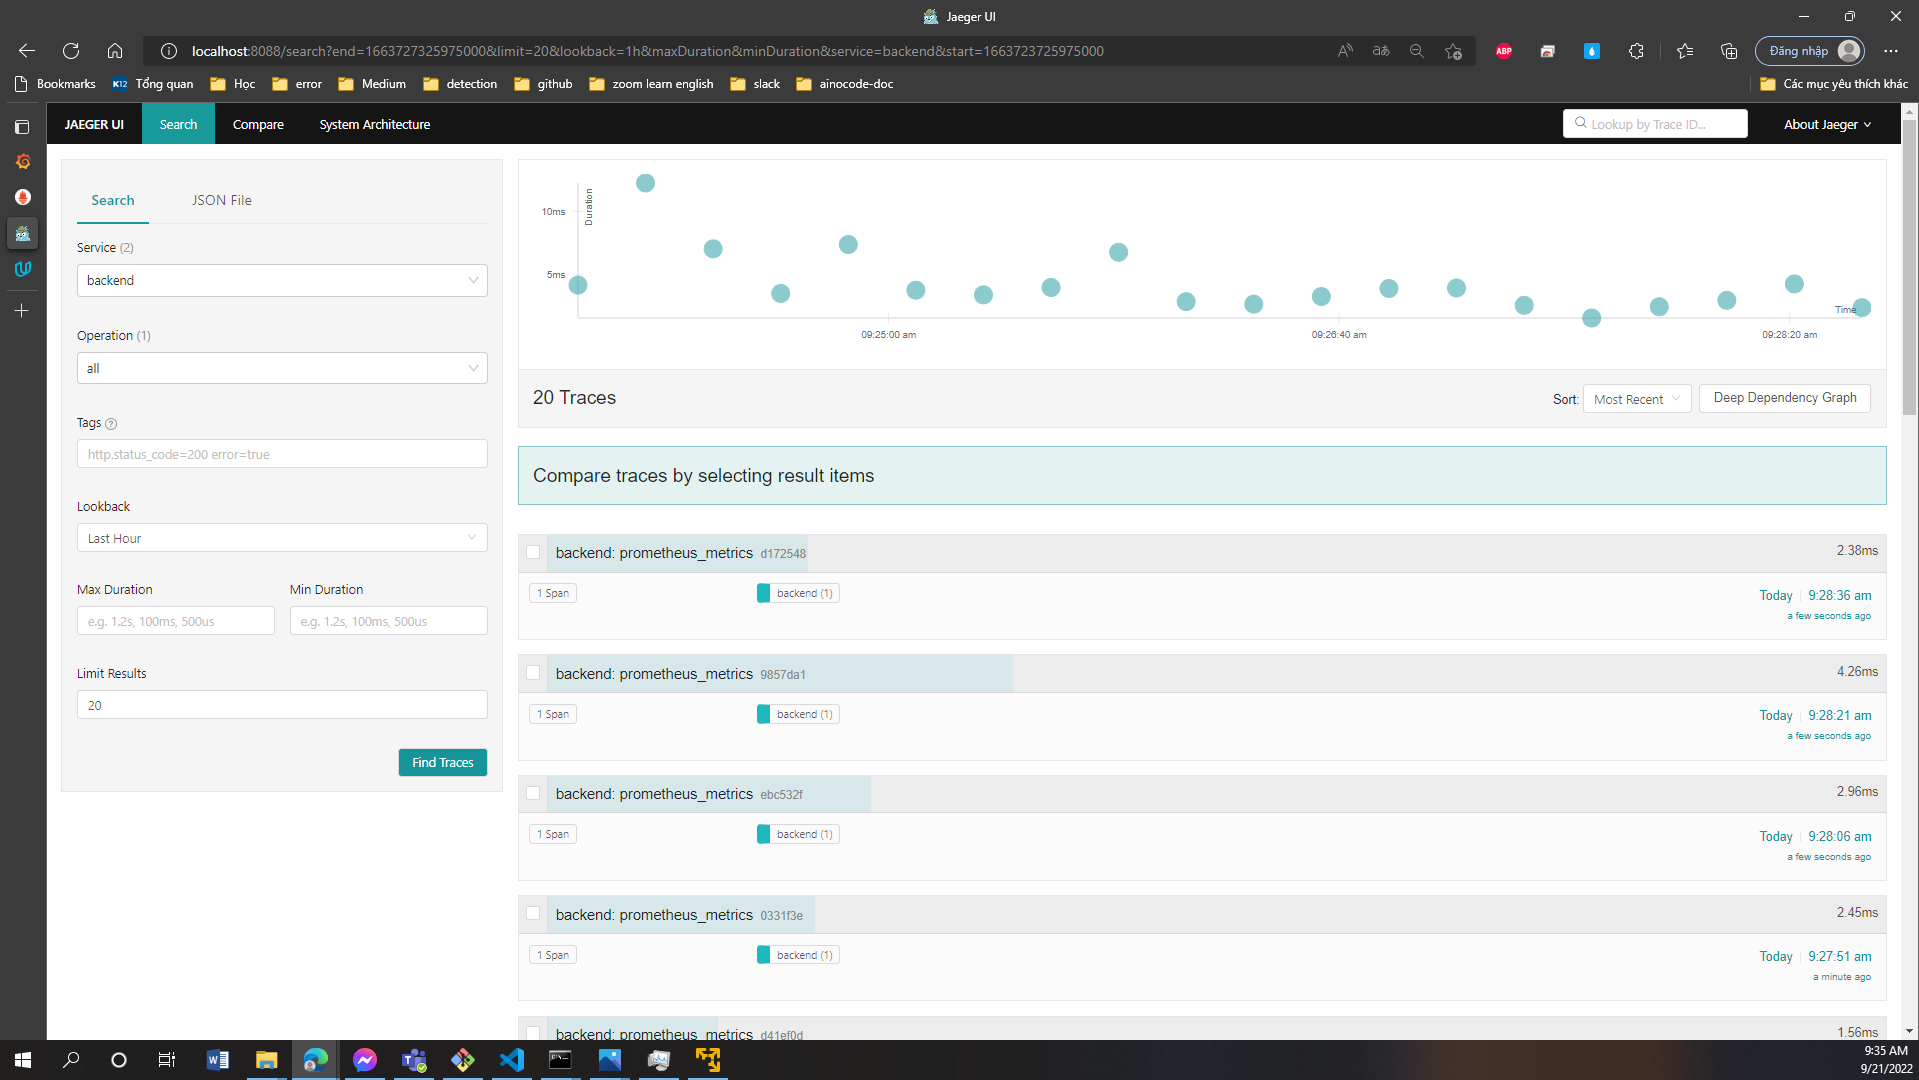 Jaeger UI
localhost:8088/search?end=1663727325975000&limit=20&lookback=1h&maxDuration&minDuration&service=backend&start=1663723725975000
ABP
Đăng nhập
Bookmarks
K12 Tổng quan
Học
error
Medium
detection
github
zoom learn english
slack
ainocode-doc
Các mục yêu thích khác
JAEGER UI
Search
Compare
System Architecture
Lookup by Trace ID...
About Jaeger
Search
JSON File
Service (2)
backend
Operation (1)
all
Tags
http.status_code=200 error=true
Lookback
Last Hour
Max Duration
Min Duration
e.g. 1.2s, 100ms, 500us
e.g. 1.2s, 100ms, 500us
Limit Results
20
Find Traces
Duration
10ms
5ms
Time
09:25:00 am
09:26:40 am
09:28:20 am
20 Traces
Sort:
Most Recent
Deep Dependency Graph
Compare traces by selecting result items
backend: prometheus_metrics d172548
2.38ms
1 Span
backend (1)
Today 9:28:36 am
a few seconds ago
backend: prometheus_metrics 9857da1
4.26ms
1 Span
backend (1)
Today 9:28:21 am
a few seconds ago
backend: prometheus_metrics ebc532f
2.96ms
1 Span
backend (1)
Today 9:28:06 am
a few seconds ago
backend: prometheus_metrics 0331f3e
2.45ms
1 Span
backend (1)
Today 9:27:51 am
a minute ago
backend: prometheus_metrics d41ef0d
1.56ms
9:35 AM
9/21/2022